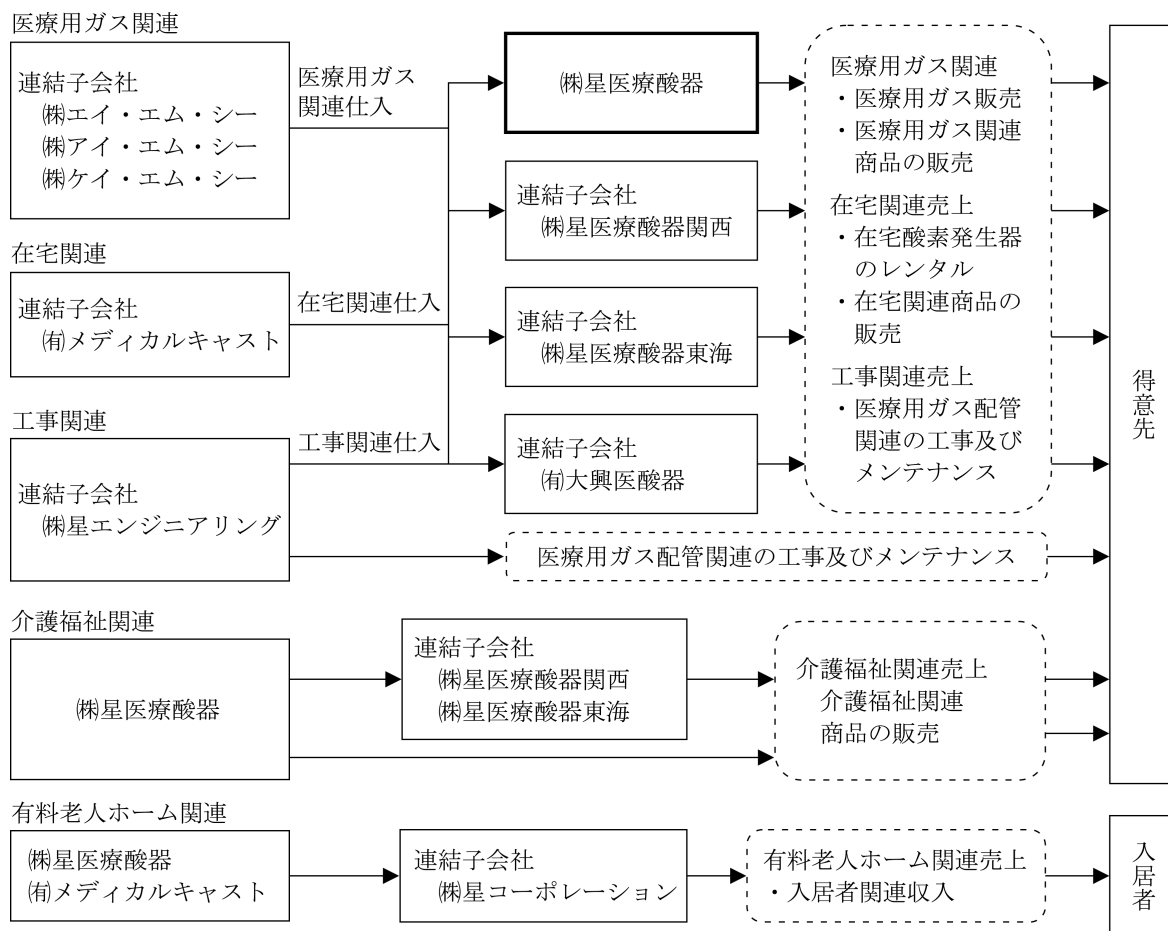 医療用ガス関連
連結子会社
㈱エイ・エム・シー
㈱アイ・エム・シー
㈱ケイ・エム・シー
医療用ガス
関連仕入
在宅関連
連結子会社
㈲メディカルキャスト
在宅関連仕入
工事関連
連結子会社
㈱星エンジニアリング
工事関連仕入
㈱星医療酸器
連結子会社
㈱星医療酸器関西
連結子会社
㈱星医療酸器東海
連結子会社
㈲大興医酸器
医療用ガス関連
・医療用ガス販売
・医療用ガス関連
商品の販売
在宅関連売上
・在宅酸素発生器
のレンタル
・在宅関連商品の
販売
工事関連売上
・医療用ガス配管
関連の工事及び
メンテナンス
医療用ガス配管関連の工事及びメンテナンス
得意先
介護福祉関連
㈱星医療酸器
連結子会社
㈱星医療酸器関西
㈱星医療酸器東海
介護福祉関連売上
介護福祉関連
商品の販売
有料老人ホーム関連
㈱星医療酸器
㈲メディカルキャスト
連結子会社
㈱星コーポレーション
有料老人ホーム関連売上
・入居者関連収入
入居者